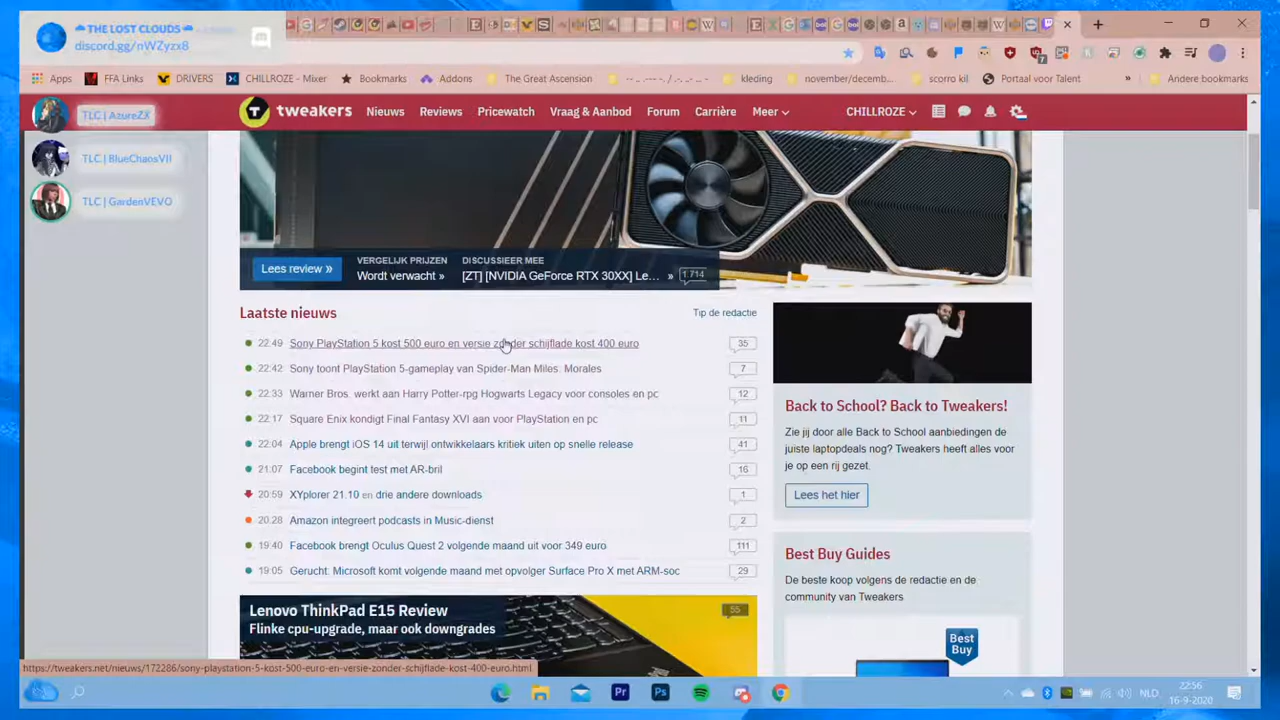 THE LOST CLOUDS
discord.gg/nWZyzx8
Apps FFA Links DRIVERS CHILLROZE - Mixer Bookmarks Addons The Great Ascension -- .. / .- .. -- kleding november/decemb... scorro kil Portaal voor Talent » Andere bookmarks
tweakers Nieuws Reviews Pricewatch Vraag & Aanbod Forum Carrière Meer CHILLROZE
TLC | AzureZX
TLC | BlueChaosVII
TLC | GardenVEVO
Lees review »
VERGELIJK PRIJZEN
Wordt verwacht »
DISCUSSIEER MEE
[ZT] [NVIDIA GeForce RTX 30XX] Le... » 1.714
Laatste nieuws Tip de redactie
22:49 Sony PlayStation 5 kost 500 euro en versie zonder schijflade kost 400 euro 35
22:42 Sony toont PlayStation 5-gameplay van Spider-Man Miles: Morales 7
22:33 Warner Bros. werkt aan Harry Potter-rpg Hogwarts Legacy voor consoles en pc 12
22:17 Square Enix kondigt Final Fantasy XVI aan voor PlayStation en pc 11
22:04 Apple brengt iOS 14 uit terwijl ontwikkelaars kritiek uiten op snelle release 41
21:07 Facebook begint test met AR-bril 16
20:59 XYplorer 21.10 en drie andere downloads 1
20:28 Amazon integreert podcasts in Music-dienst 2
19:40 Facebook brengt Oculus Quest 2 volgende maand uit voor 349 euro 111
19:05 Gerucht: Microsoft komt volgende maand met opvolger Surface Pro X met ARM-soc 29
Lenovo ThinkPad E15 Review 55
Flinke cpu-upgrade, maar ook downgrades
Back to School? Back to Tweakers!
Zie jij door alle Back to School aanbiedingen de
juiste laptopdeals nog? Tweakers heeft alles voor
je op een rij gezet.
Lees het hier
Best Buy Guides
De beste koop volgens de redactie en de
community van Tweakers
Best
Buy
https://tweakers.net/nieuws/172286/sony-playstation-5-kost-500-euro-en-versie-zonder-schijflade-kost-400-euro.html
Pr Ps NLD 22:56
16-9-2020